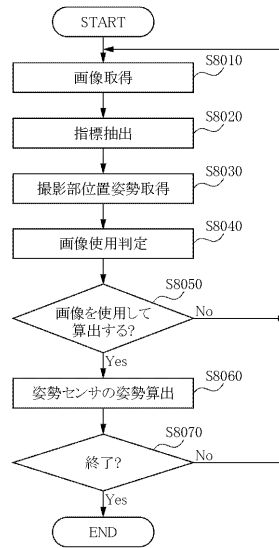 START
S8010
画像取得
S8020
指標抽出
S8030
撮影部位置姿勢取得
S8040
画像使用判定
S8050
画像を使用して
算出する?
No
Yes
S8060
姿勢センサの姿勢算出
S8070
終了?
No
Yes
END